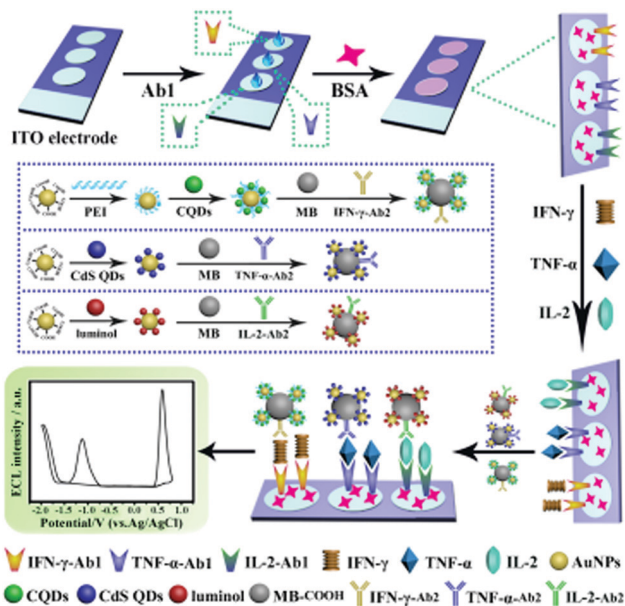 Ab1
BSA
ITO electrode
PEI
CQDs
MB
IFN-γ-Ab2
CdS QDs
MB
TNF-α-Ab2
luminol
MB
IL-2-Ab2
COOH
IFN-γ
TNF-α
IL-2
ECL intensity / a.u.
-2.0 -1.5 -1.0 -0.5 0.0 0.5 1.0
Potential/V (vs.Ag/AgCl)
IFN-γ-Ab1 TNF-α-Ab1 IL-2-Ab1 IFN-γ TNF-α IL-2 AuNPs
CQDs CdS QDs luminol MB-COOH IFN-γ-Ab2 TNF-α-Ab2 IL-2-Ab2